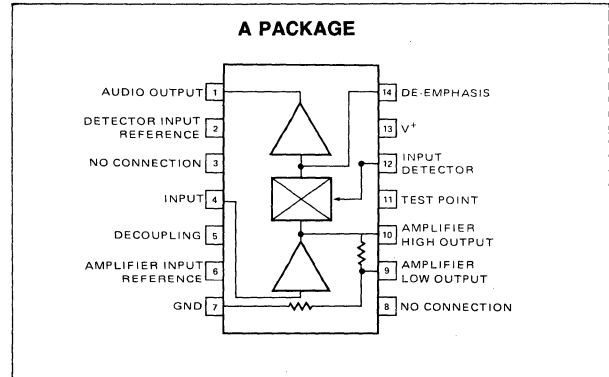 A PACKAGE
AUDIO OUTPUT 1
DETECTOR INPUT
REFERENCE 2
NO CONNECTION 3
INPUT 4
DECOUPLING 5
AMPLIFIER INPUT
REFERENCE 6
GND 7
14 DE-EMPHASIS
13 V+
12 INPUT
DETECTOR
11 TEST POINT
10 AMPLIFIER
HIGH OUTPUT
9 AMPLIFIER
LOW OUTPUT
8 NO CONNECTION